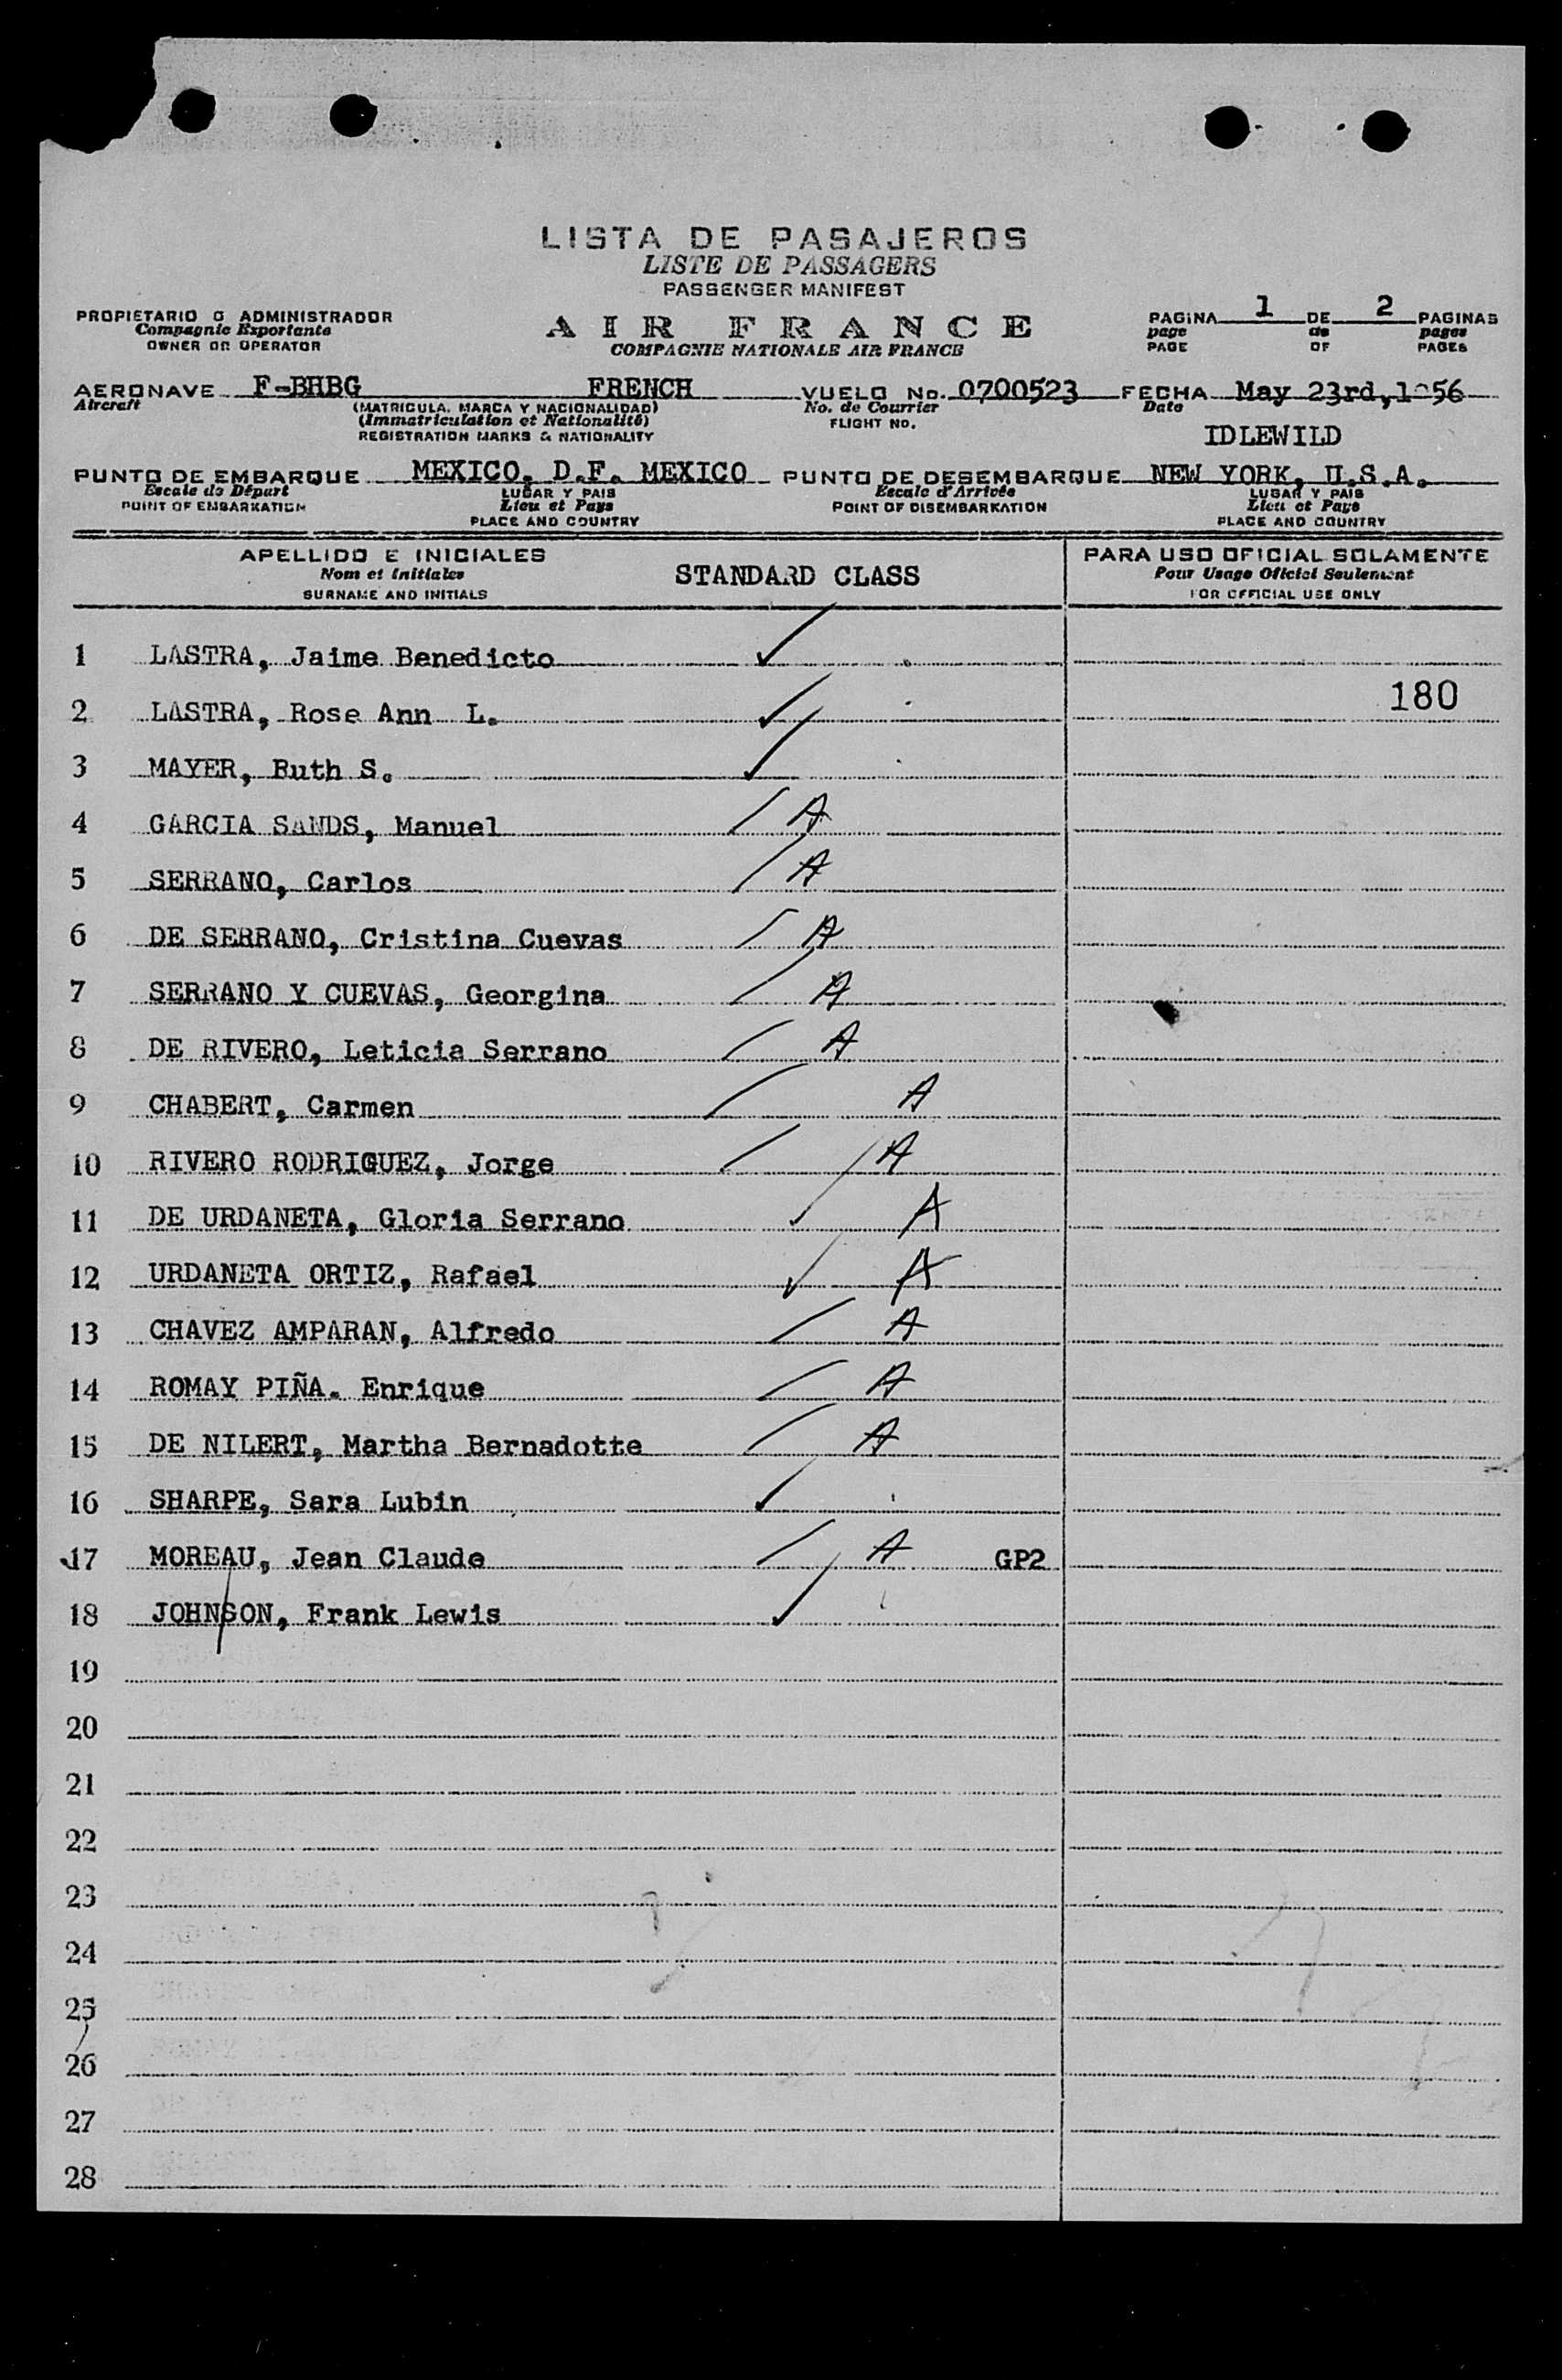 LISTA DE PASAJEROS
LISTE DE PASSAGERS
PASSENGER MANIFEST
PROPIETARIO O ADMINISTRADOR
Compagnie Exportante
OWNER OR OPERATOR
AIR FRANCE
COMPAGNIE NATIONALE AIR FRANCE
PAGINA 1 DE 2 PAGINAS
page de pages
PAGE OF PAGES
AERONAVE F-BHBG FRENCH VUELO No. 0700523 FECHA May 23rd, 1956
Aircraft (MATRICULA, MARCA Y NACIONALIDAD) No. de Courrier Date
(Immatriculation et Nationalité) FLIGHT NO.
REGISTRATION MARKS & NATIONALITY
IDLEWILD
PUNTO DE EMBARQUE MEXICO, D.F. MEXICO PUNTO DE DESEMBARQUE NEW YORK, U.S.A.
Escale de Départ LUGAR Y PAIS Escale d'Arrivée LUGAR Y PAIS
POINT OF EMBARKATION Lieu et Pays POINT OF DISEMBARKATION Lieu et Pays
PLACE AND COUNTRY PLACE AND COUNTRY
APELLIDO E INICIALES PARA USO OFICIAL SOLAMENTE
Nom et Initiales STANDARD CLASS Pour Usage Officiel Seulement
SURNAME AND INITIALS FOR OFFICIAL USE ONLY
1 LASTRA, Jaime Benedicto ✓
2 LASTRA, Rose Ann L. ✓ 180
3 MAYER, Ruth S. ✓
4 GARCIA SANDS, Manuel / A
5 SERRANO, Carlos / A
6 DE SERRANO, Cristina Cuevas / A
7 SERRANO Y CUEVAS, Georgina / A
8 DE RIVERO, Leticia Serrano / A
9 CHABERT, Carmen / A
10 RIVERO RODRIGUEZ, Jorge / A
11 DE URDANETA, Gloria Serrano ✓ A
12 URDANETA ORTIZ, Rafael ✓ A
13 CHAVEZ AMPARAN, Alfredo / A
14 ROMAY PIÑA. Enrique / A
15 DE NILERT, Martha Bernadotte / A
16 SHARPE, Sara Lubin ✓
17 MOREAU, Jean Claude / A GP2
18 JOHNSON, Frank Lewis ✓
19
20
21
22
23
24
25
26
27
28